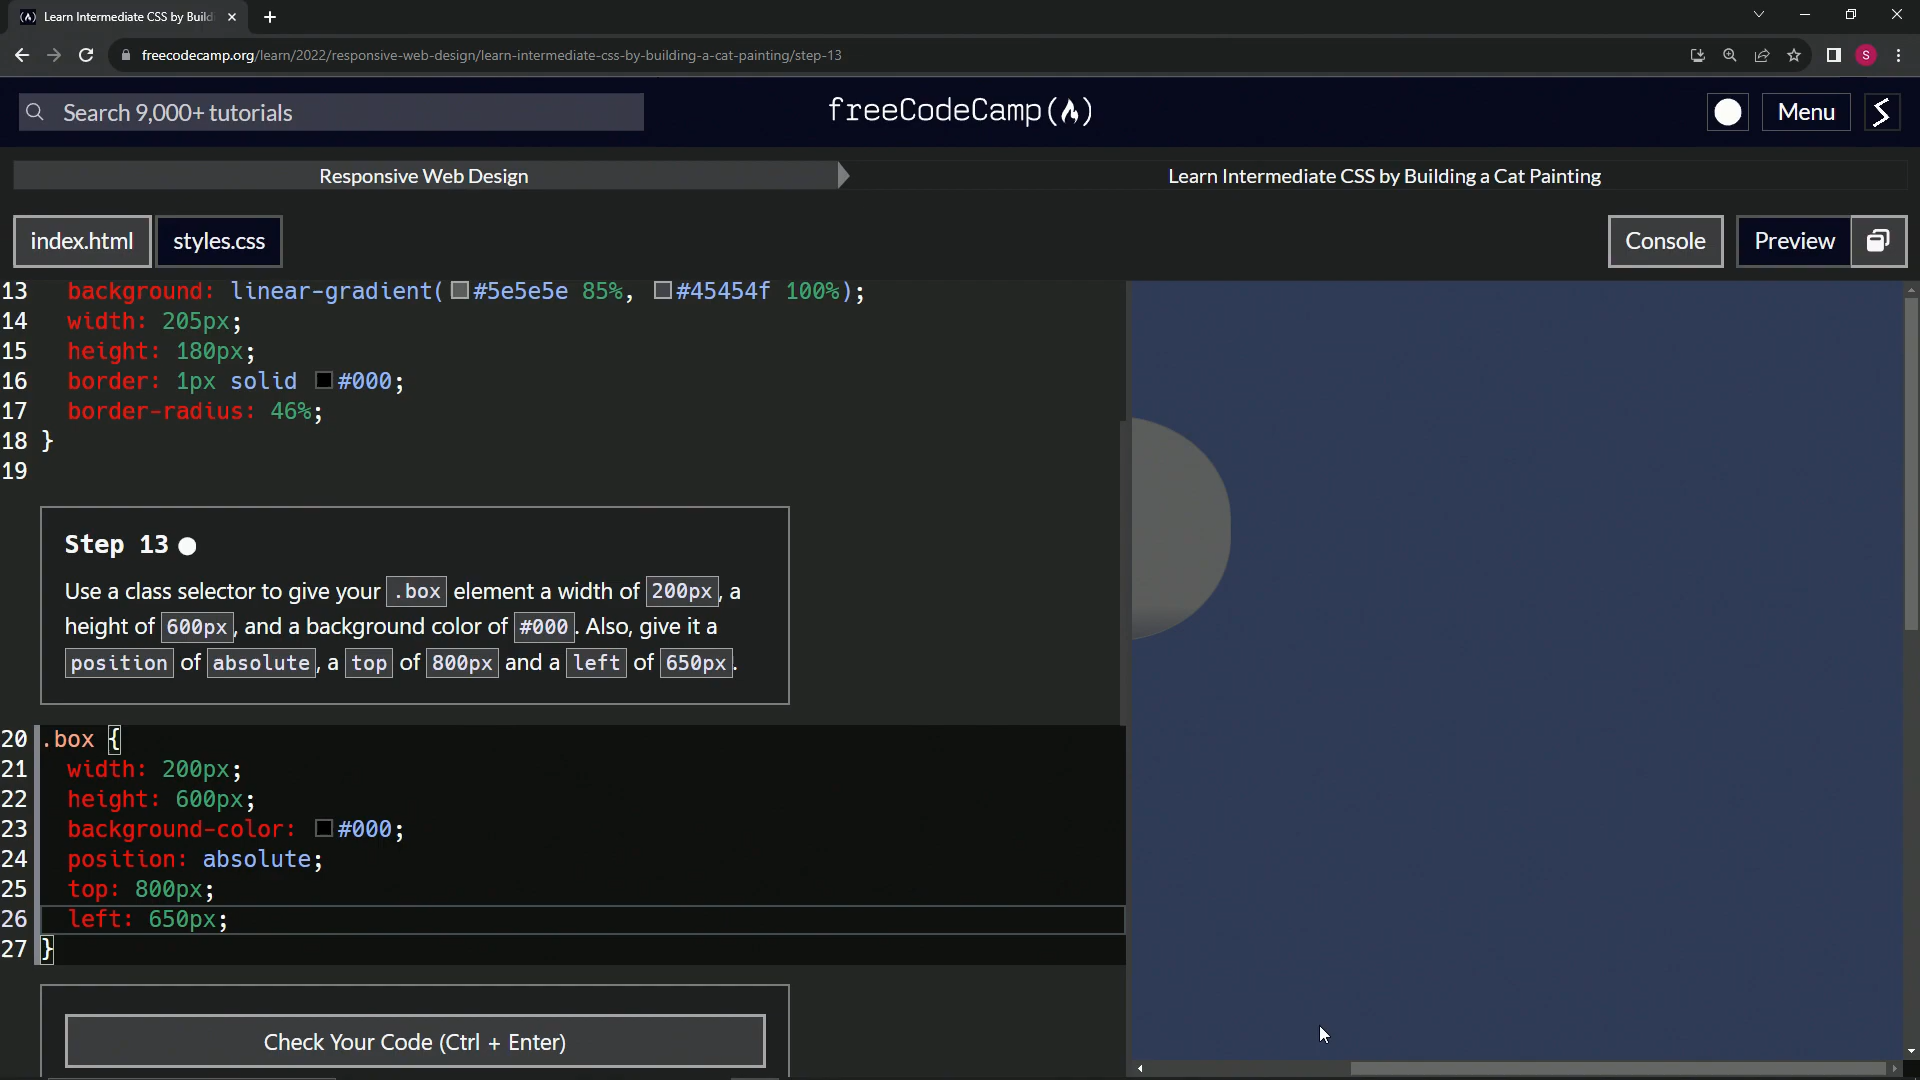 Learn Intermediate CSS by Build
freecodecamp.org/learn/2022/responsive-web-design/learn-intermediate-css-by-building-a-cat-painting/step-13
S
Search 9,000+ tutorials
freeCodeCamp
Menu
Responsive Web Design
Learn Intermediate CSS by Building a Cat Painting
index.html
styles.css
Console
Preview
13 background: linear-gradient(#5e5e5e 85%, #45454f 100%);
14 width: 205px;
15 height: 180px;
16 border: 1px solid #000;
17 border-radius: 46%;
18 }
19
Step 13
Use a class selector to give your .box element a width of 200px, a
height of 600px, and a background color of #000. Also, give it a
position of absolute, a top of 800px and a left of 650px.
20 .box {
21 width: 200px;
22 height: 600px;
23 background-color: #000;
24 position: absolute;
25 top: 800px;
26 left: 650px;
27 }
Check Your Code (Ctrl + Enter)